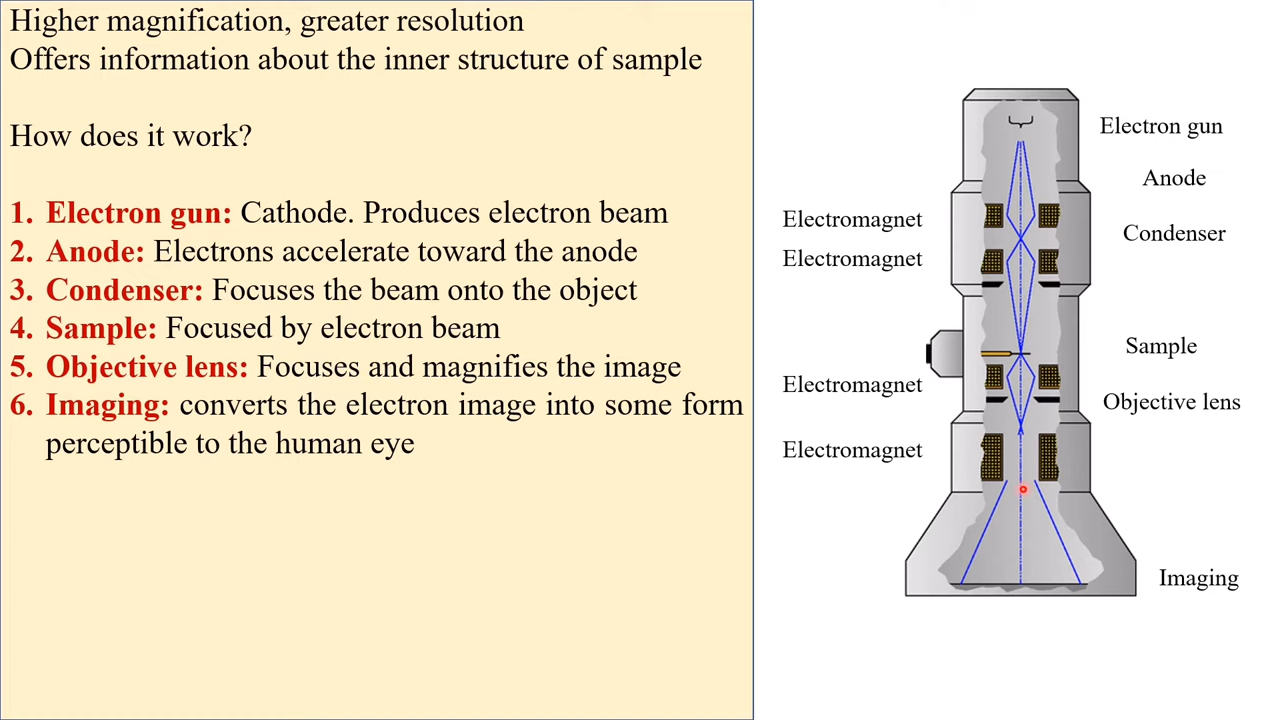 Higher magnification, greater resolution
Offers information about the inner structure of sample
How does it work?
1. Electron gun: Cathode. Produces electron beam
2. Anode: Electrons accelerate toward the anode
3. Condenser: Focuses the beam onto the object
4. Sample: Focused by electron beam
5. Objective lens: Focuses and magnifies the image
6. Imaging: converts the electron image into some form
perceptible to the human eye
Electron gun
Anode
Electromagnet
Condenser
Electromagnet
Sample
Electromagnet
Objective lens
Electromagnet
Imaging